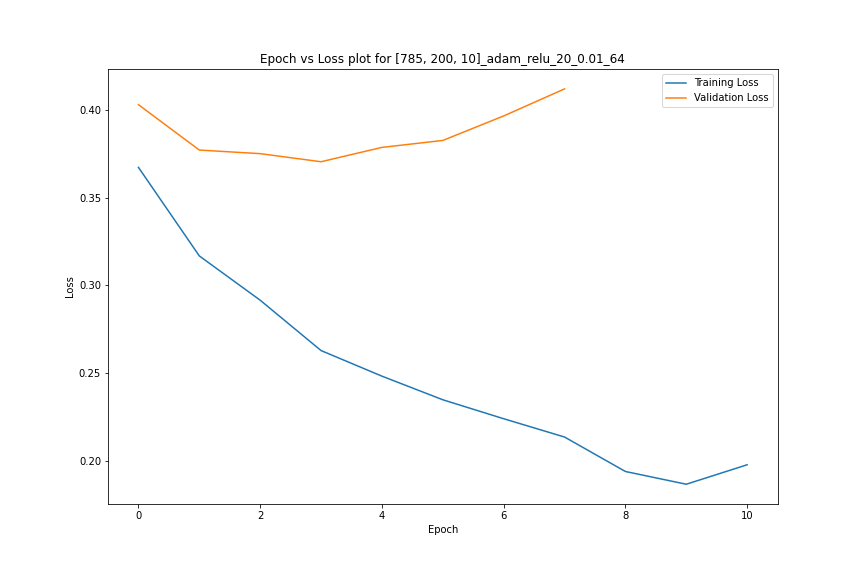 Epoch vs Loss plot for [785, 200, 10]_adam_relu_20_0.01_64
Training Loss
Validation Loss
0.40
0.35
0.30
0.25
0.20
Loss
0 2 4 6 8 10
Epoch